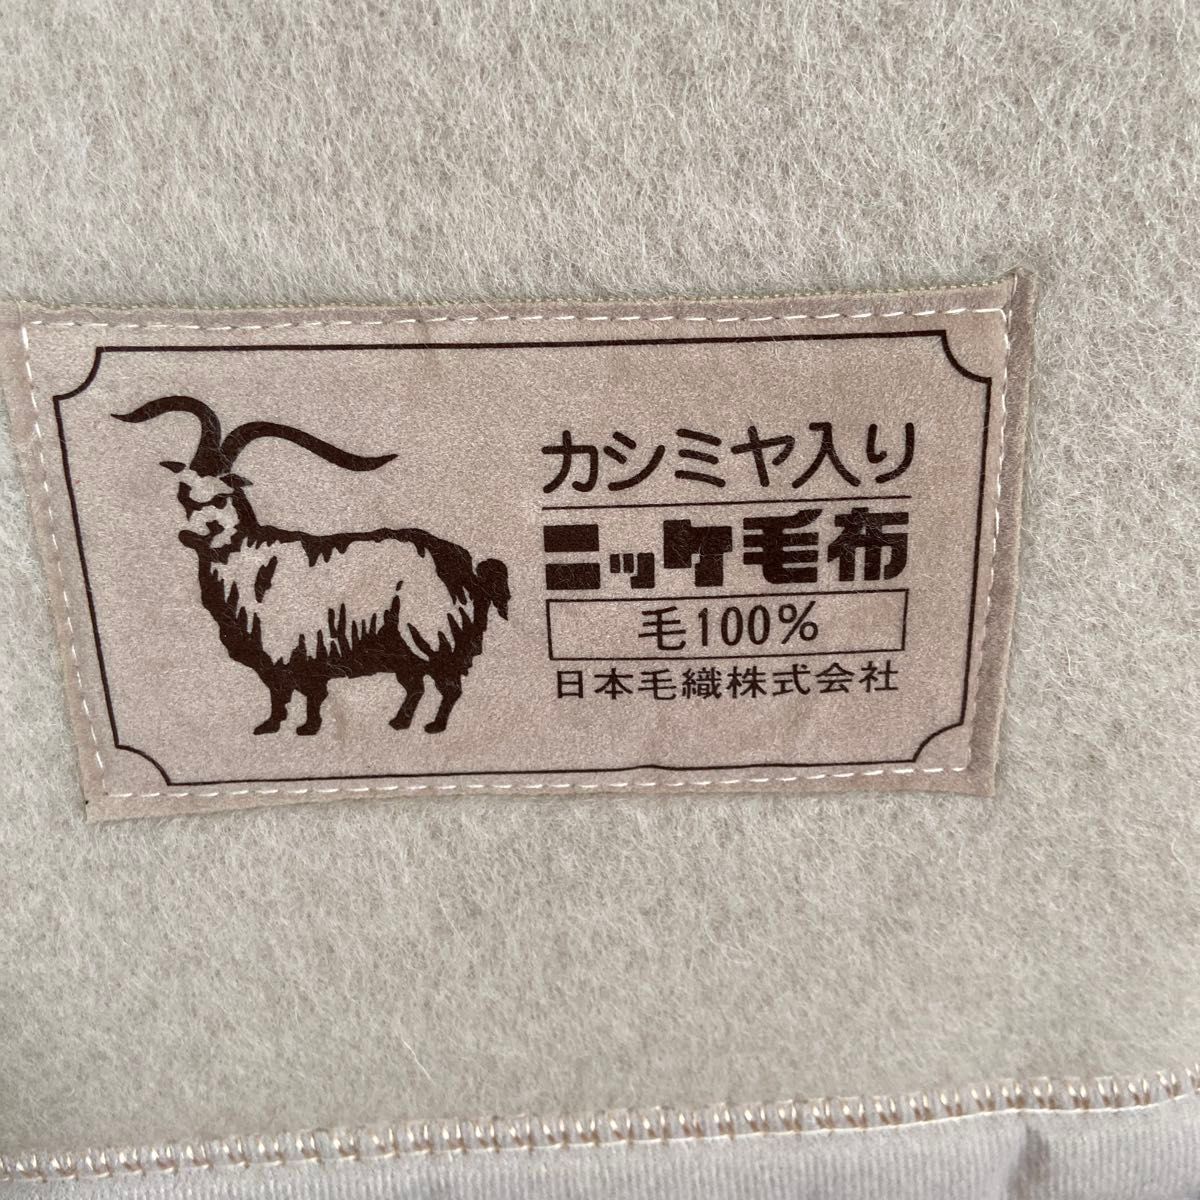 カシミヤ入り
ニッケ毛布
毛100%
日本毛織株式会社